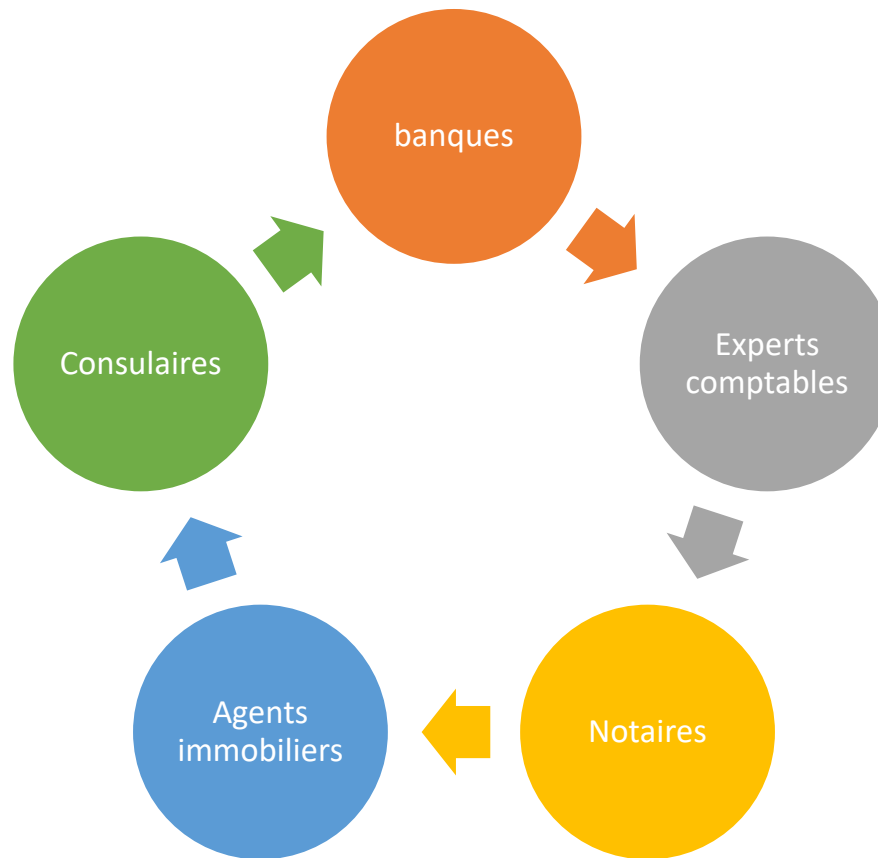 banques
Experts
comptables
Notaires
Agents
immobiliers
Consulaires